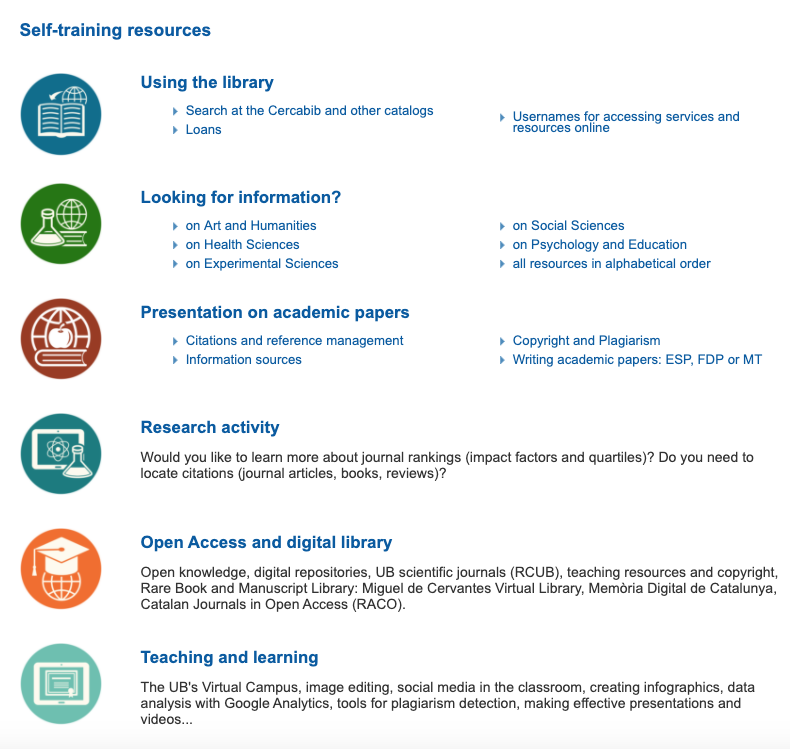 Self-training resources
Using the library
Search at the Cercabib and other catalogs
Loans
Usernames for accessing services and
resources online
Looking for information?
on Art and Humanities
on Health Sciences
on Experimental Sciences
on Social Sciences
on Psychology and Education
all resources in alphabetical order
Presentation on academic papers
Citations and reference management
Information sources
Copyright and Plagiarism
Writing academic papers: ESP, FDP or MT
Research activity
Would you like to learn more about journal rankings (impact factors and quartiles)? Do you need to
locate citations (journal articles, books, reviews)?
Open Access and digital library
Open knowledge, digital repositories, UB scientific journals (RCUB), teaching resources and copyright,
Rare Book and Manuscript Library: Miguel de Cervantes Virtual Library, Memòria Digital de Catalunya,
Catalan Journals in Open Access (RACO).
Teaching and learning
The UB's Virtual Campus, image editing, social media in the classroom, creating infographics, data
analysis with Google Analytics, tools for plagiarism detection, making effective presentations and
videos...